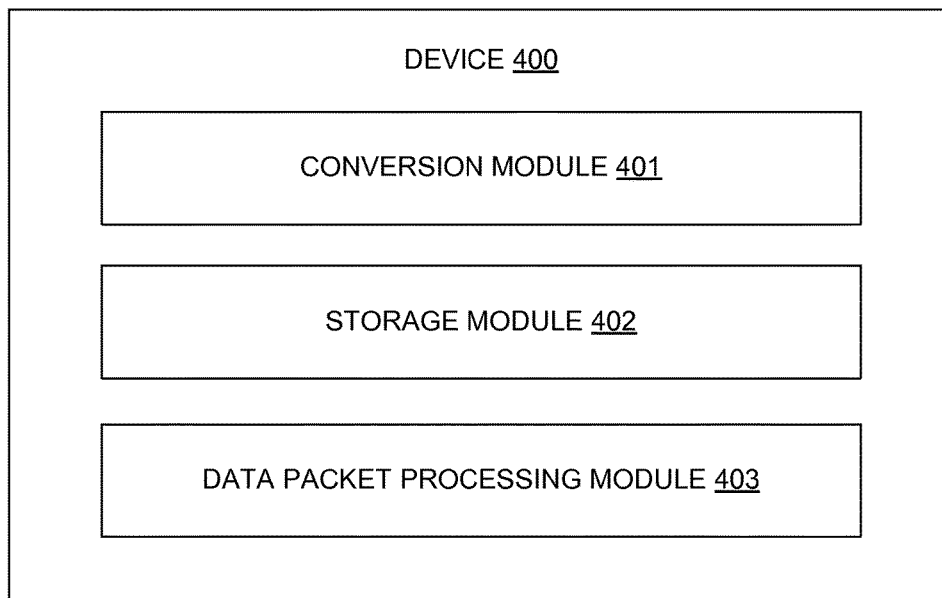 DEVICE 400
CONVERSION MODULE 401
STORAGE MODULE 402
DATA PACKET PROCESSING MODULE 403